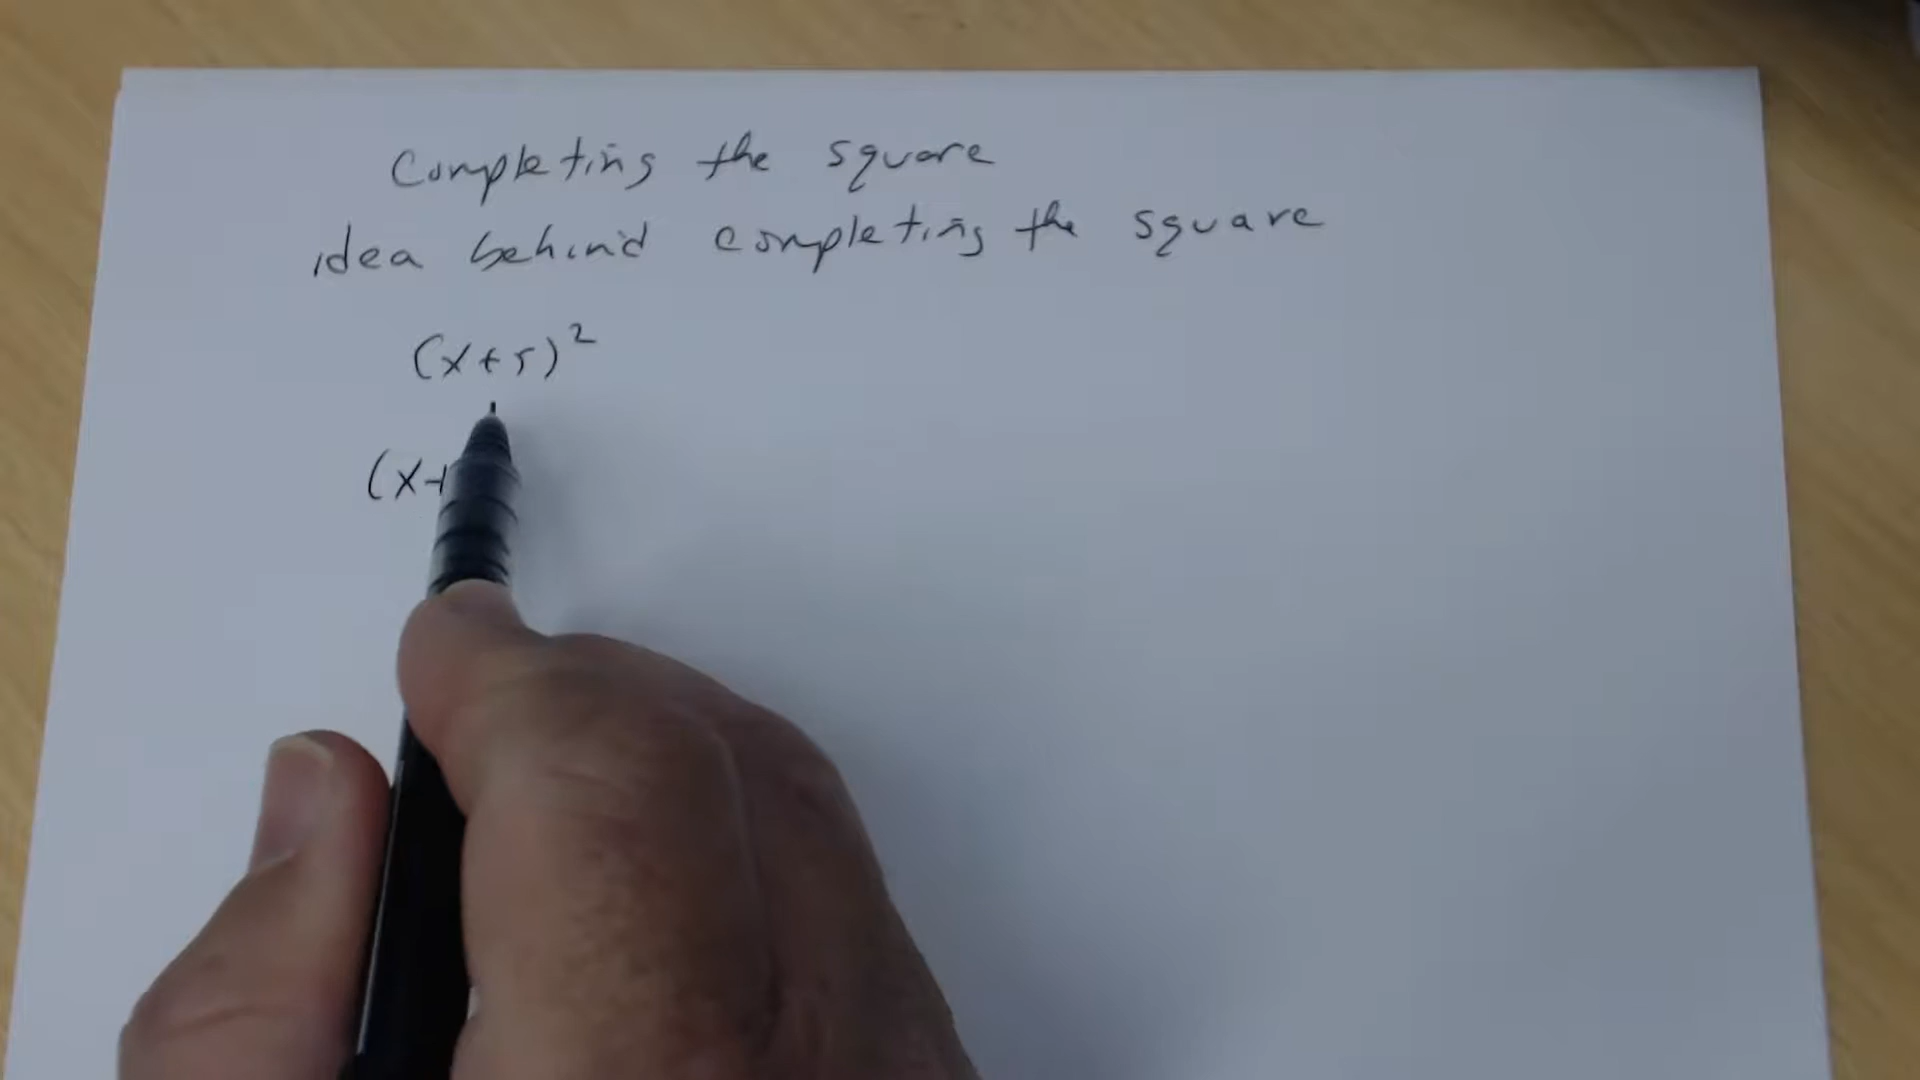 Completing the square
idea behind completing the square
(x+5)²
(x+